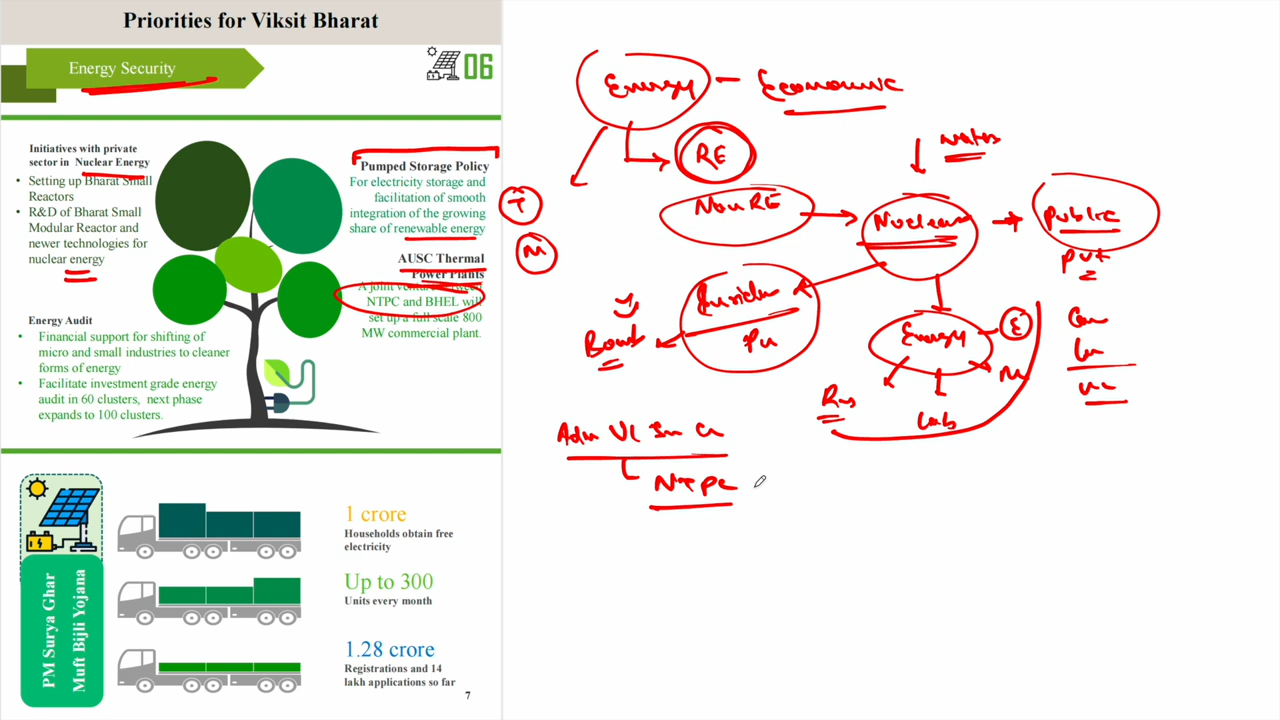 Priorities for Viksit Bharat
Energy Security
06
Initiatives with private
sector in Nuclear Energy
• Setting up Bharat Small
Reactors
• R&D of Bharat Small
Modular Reactor and
newer technologies for
nuclear energy
Energy Audit
• Financial support for shifting of
micro and small industries to cleaner
forms of energy
• Facilitate investment grade energy
audit in 60 clusters, next phase
expands to 100 clusters.
Pumped Storage Policy
For electricity storage and
facilitation of smooth
integration of the growing
share of renewable energy
AUSC Thermal
Power Plants
A joint venture between
NTPC and BHEL will
set up a full scale 800
MW commercial plant.
PM Surya Ghar
Muft Bijli Yojana
1 crore
Households obtain free
electricity
Up to 300
Units every month
1.28 crore
Registrations and 14
lakh applications so far
7
Energy – Economic
RE
T
Non RE
Nuclear
Public
M
Pu
Energy
E
Bomb
Res
M
NTPC